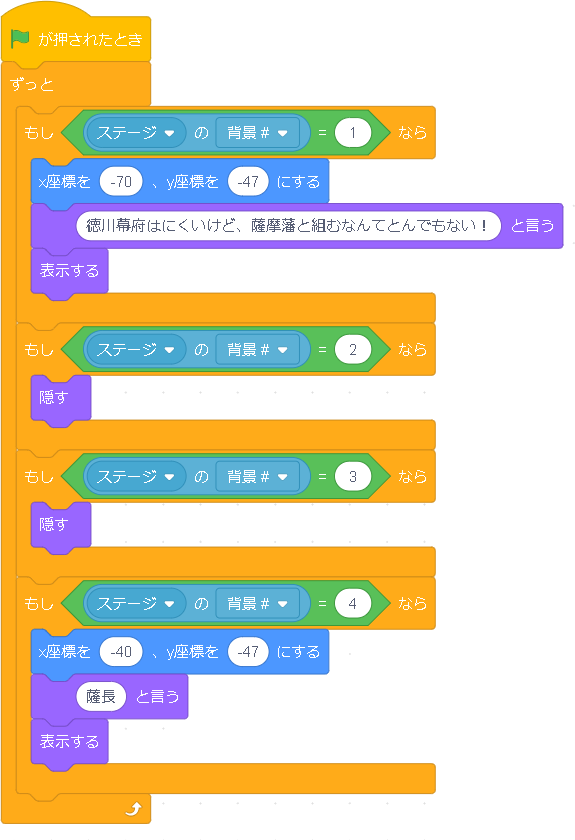 が押されたとき
ずっと
もし ステージ の 背景 # = 1 なら
x座標を -70 、y座標を -47 にする
徳川幕府はにくいけど、薩摩藩と組むなんてとんでもない! と言う
表示する
もし ステージ の 背景 # = 2 なら
隠す
もし ステージ の 背景 # = 3 なら
隠す
もし ステージ の 背景 # = 4 なら
x座標を -40 、y座標を -47 にする
薩長 と言う
表示する